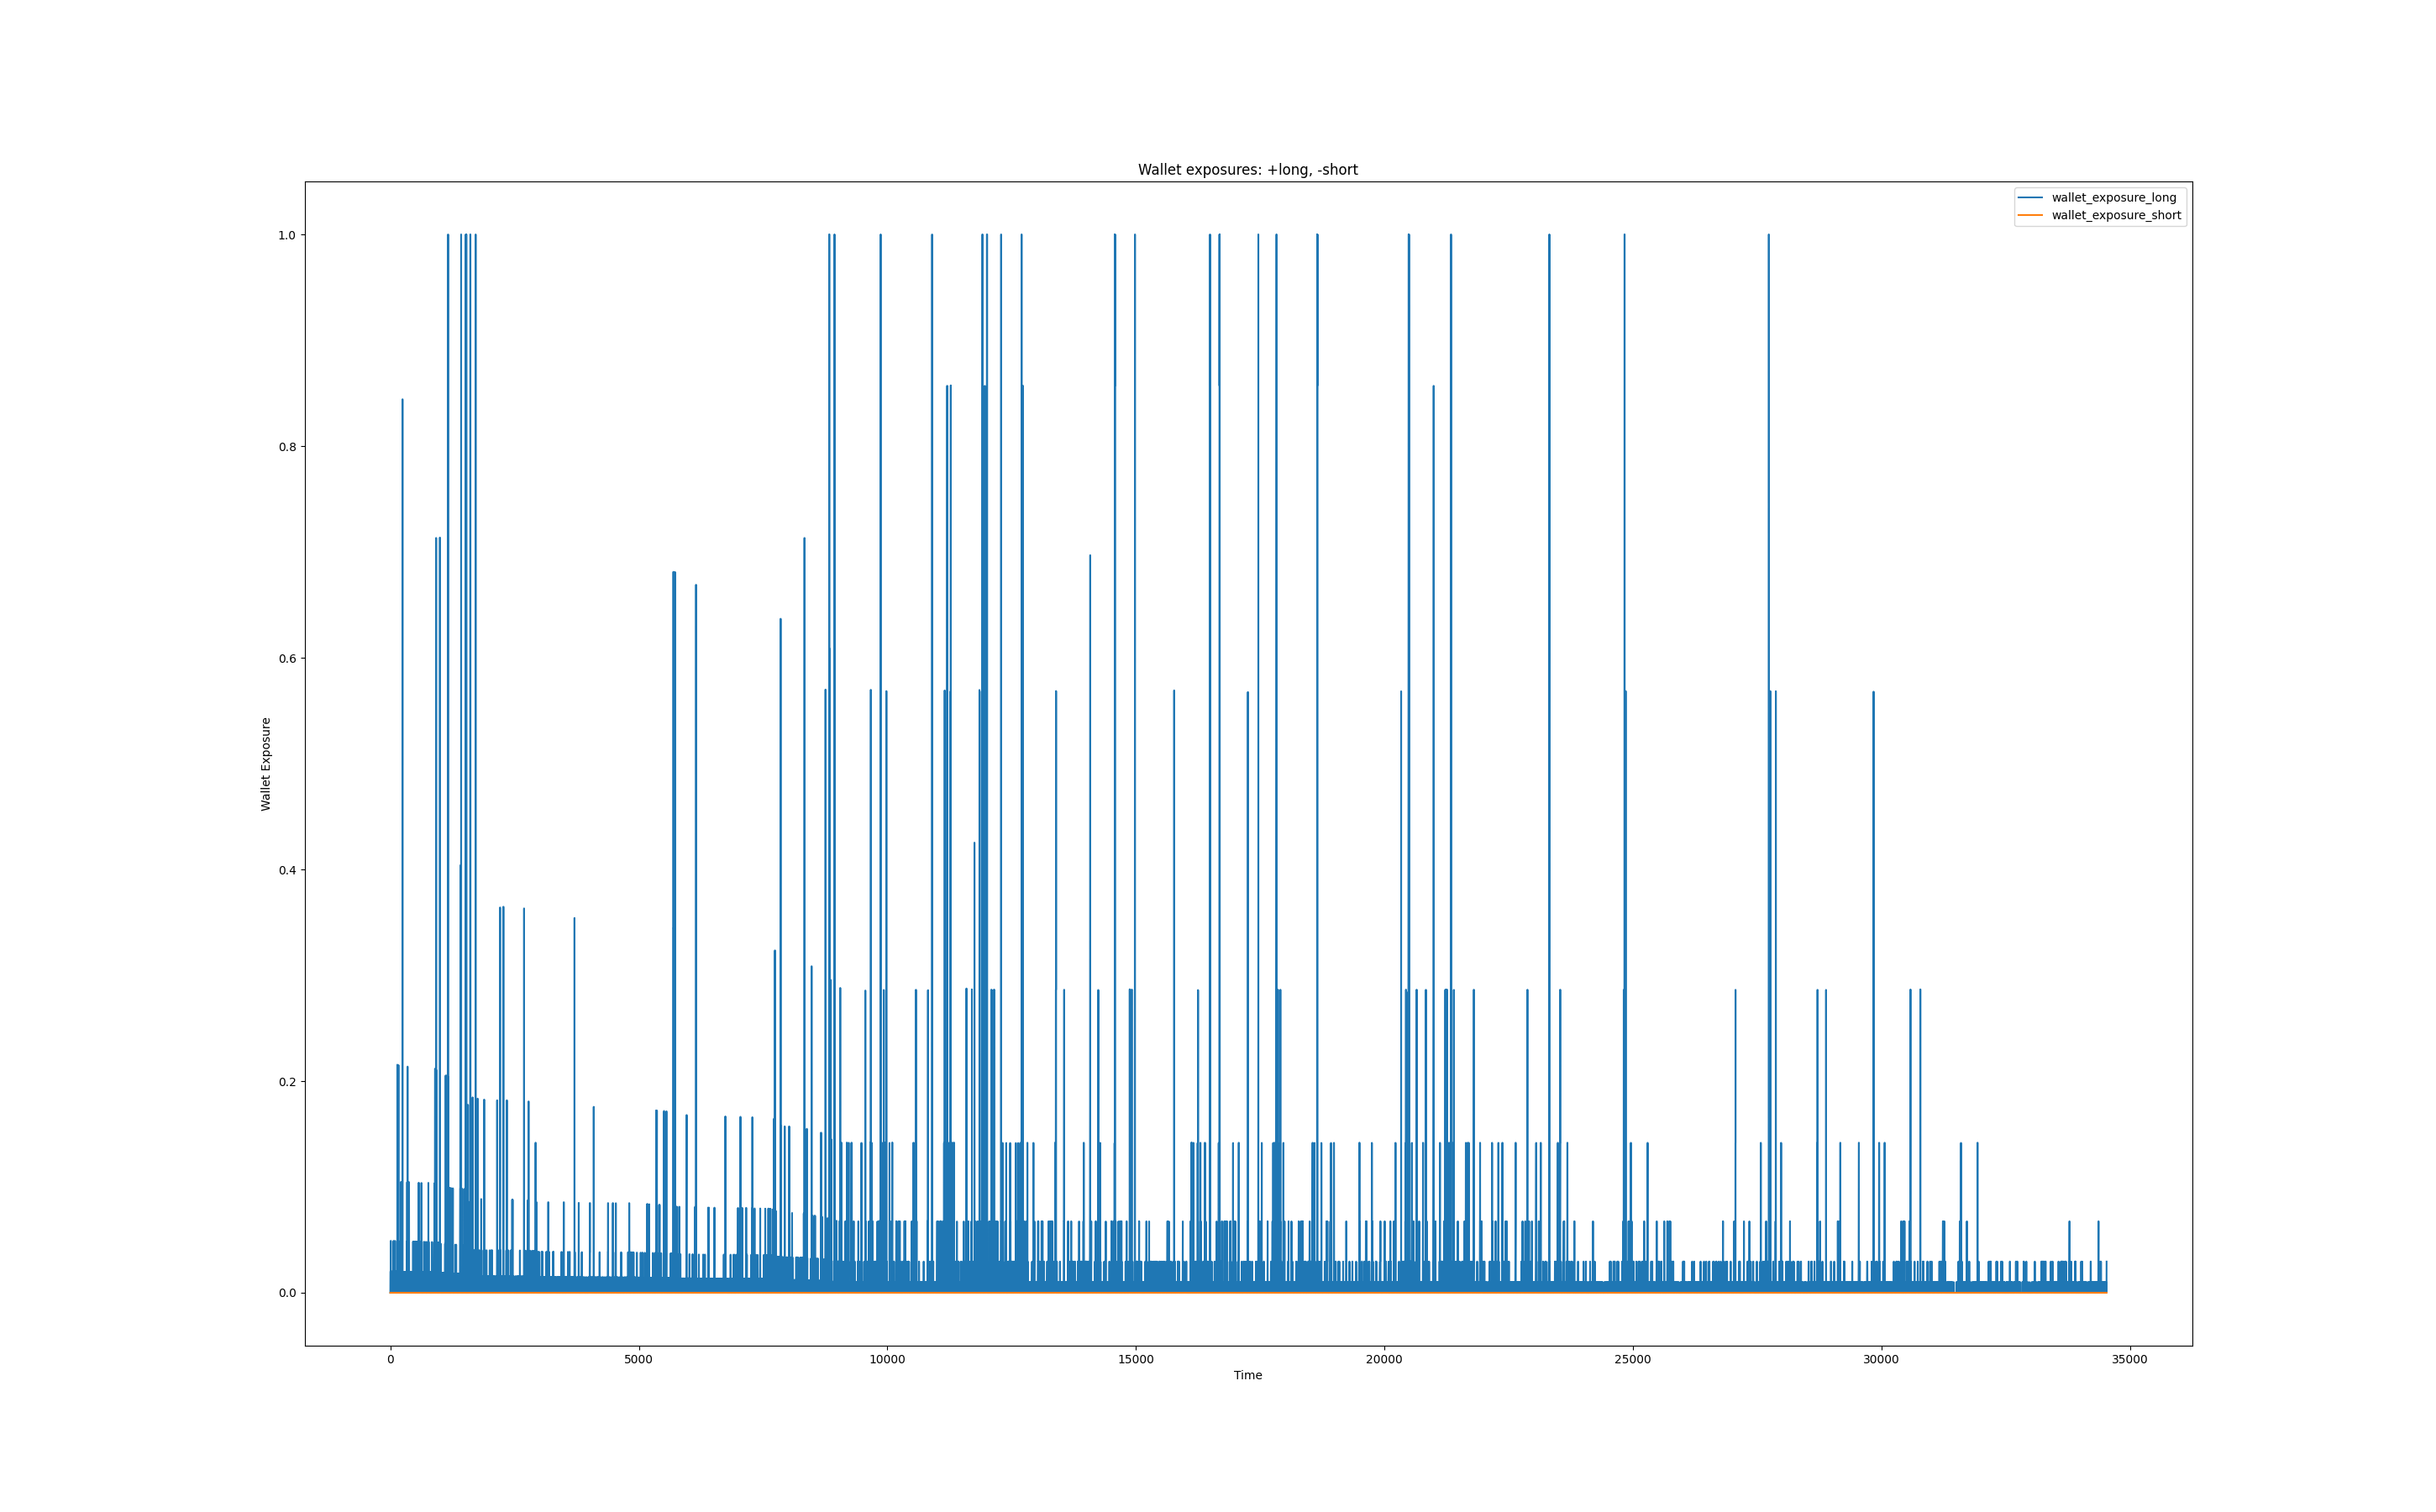 Wallet exposures: +long, -short
wallet_exposure_long
wallet_exposure_short
1.0
0.8
0.6
0.4
0.2
0.0
Wallet Exposure
0 5000 10000 15000 20000 25000 30000 35000
Time